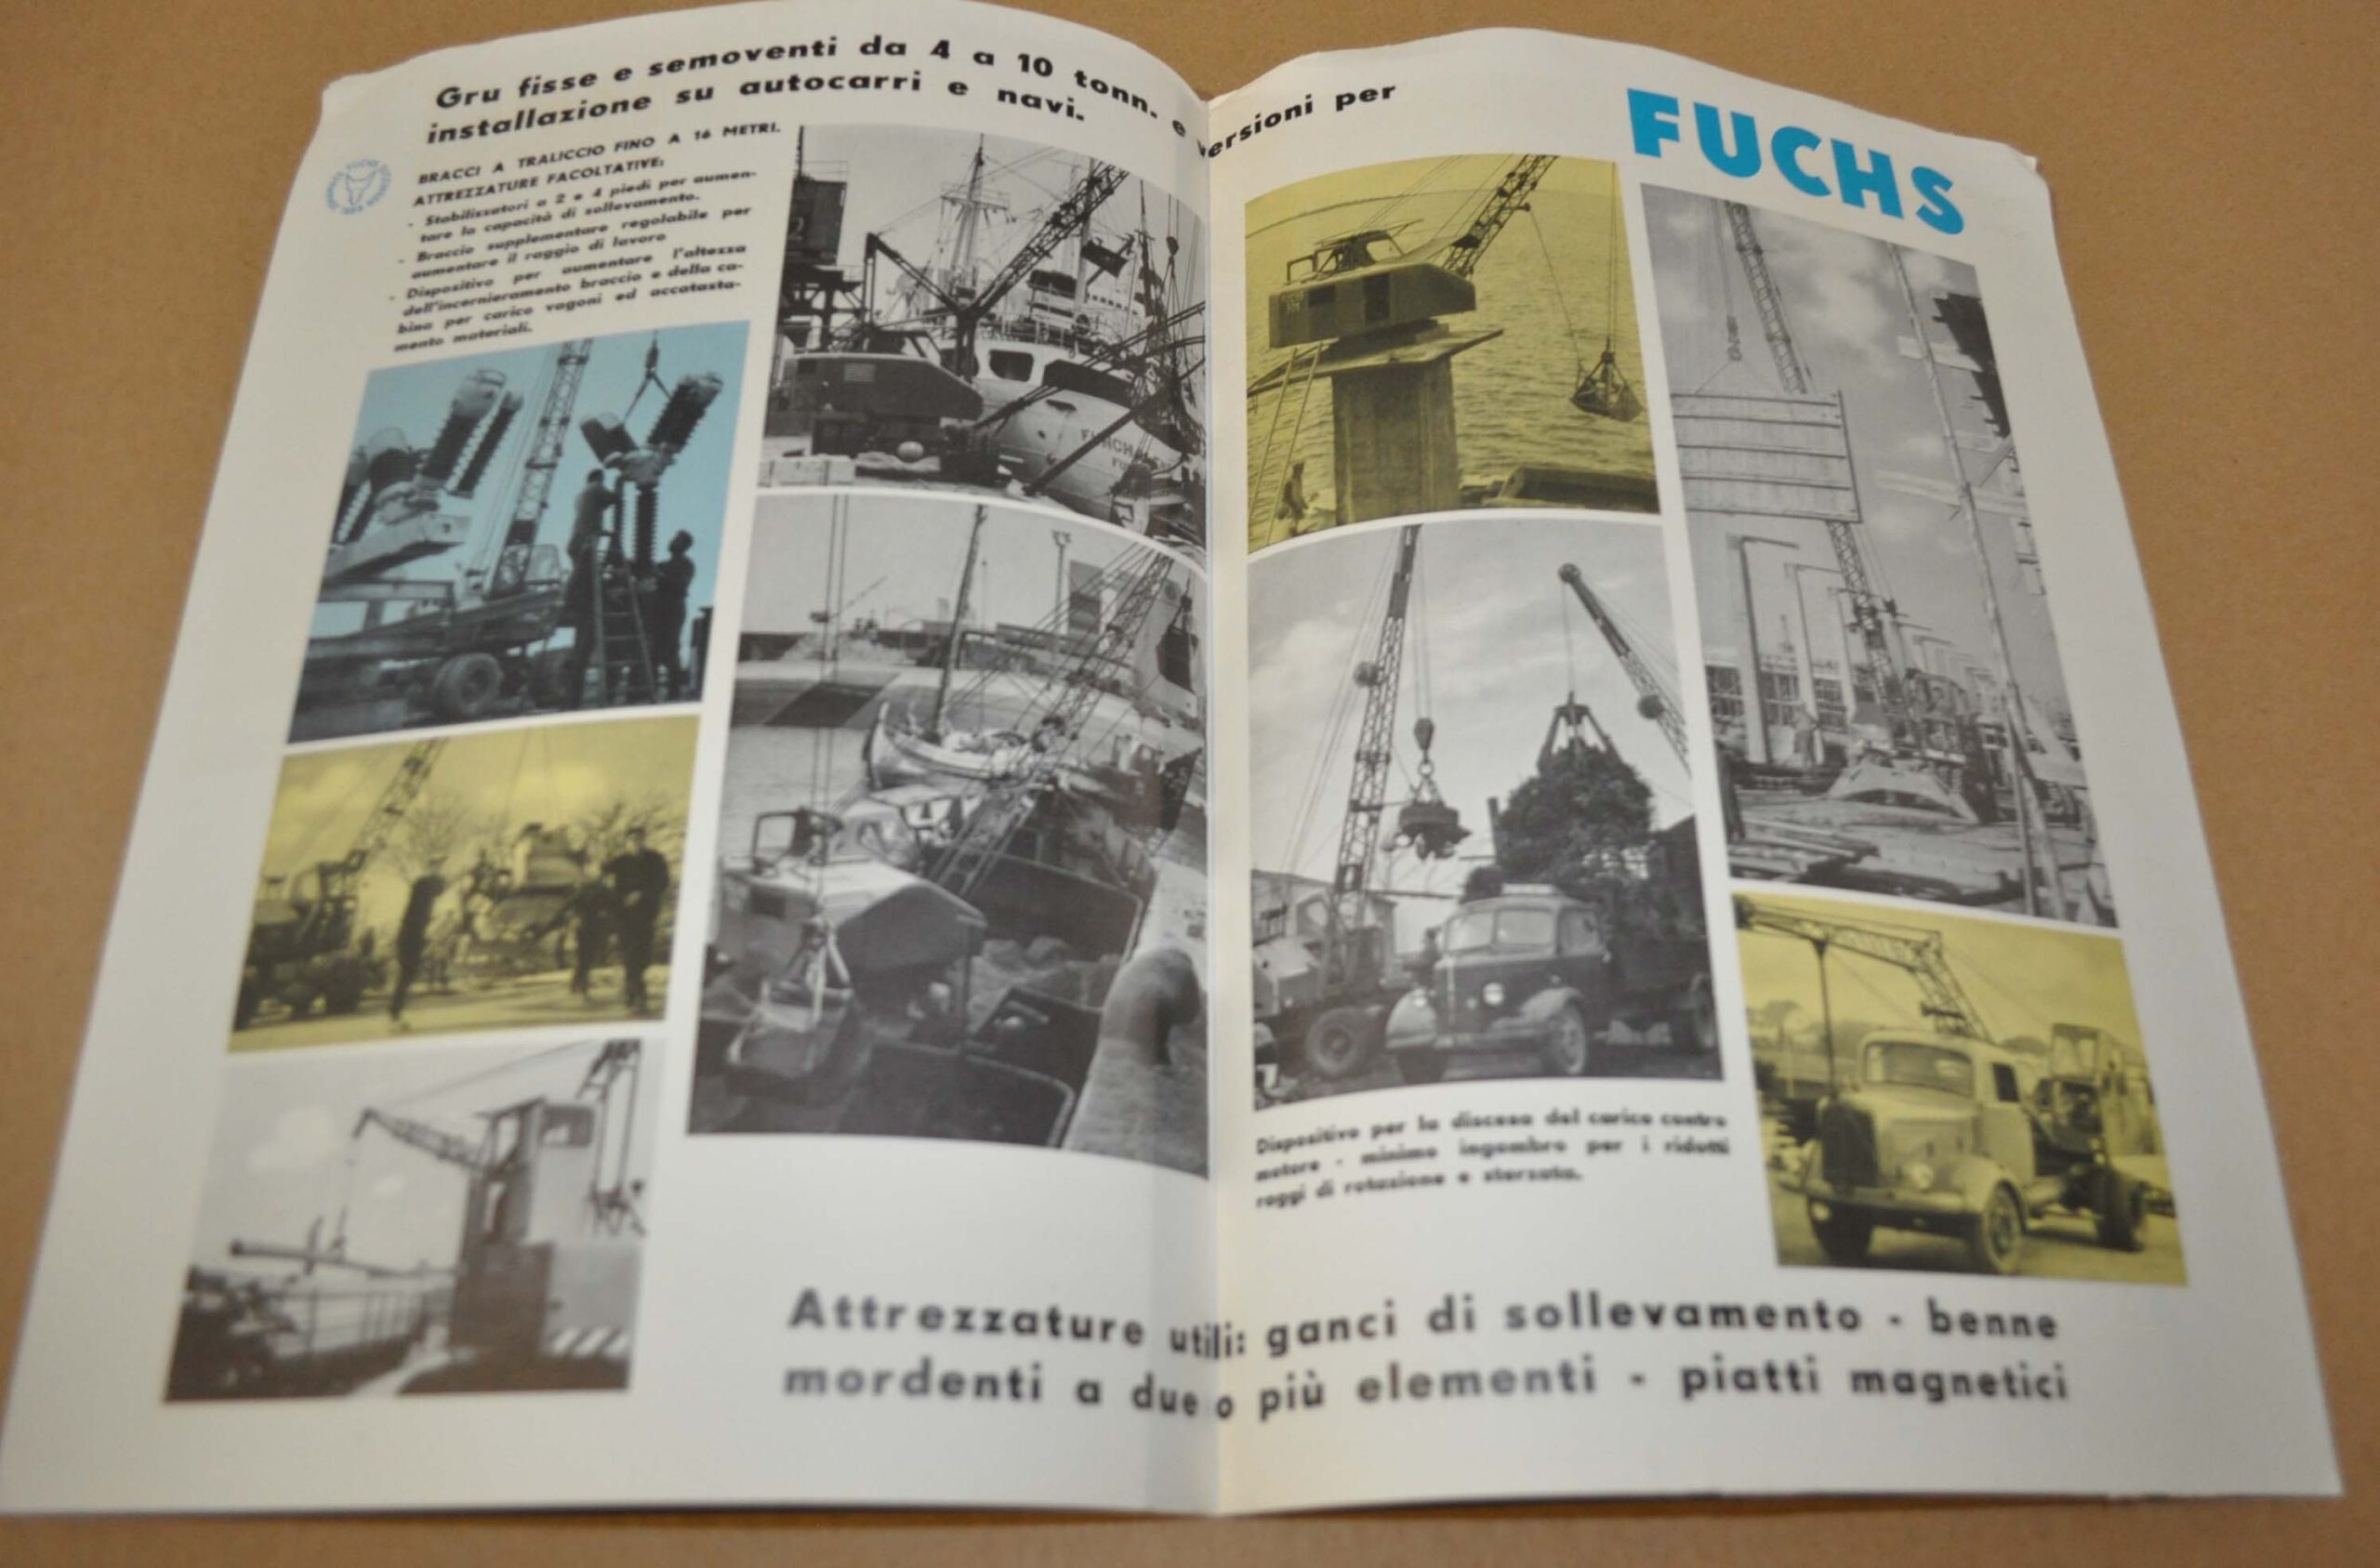 Gru fisse e semoventi da 4 a 10 tonn. e versioni per
installazione su autocarri e navi.
FUCHS
BRACCI A TRALICCIO FINO A 16 METRI.
ATTREZZATURE FACOLTATIVE:
- Stabilizzatori a 2 e 4 piedi per aumen-
tare la capacità di sollevamento.
- Braccio supplementare regolabile per
aumentare il raggio di lavoro
- Dispositivo per aumentare l'altezza
dell'incernieramento braccio e della ca-
bina per carico vagoni ed accatasta-
mento materiali.
FUCHS
2
Dispositivo per la discesa del carico contro
motore - minimo ingombro per i ridotti
raggi di rotazione e sterzata.
Attrezzature utili: ganci di sollevamento - benne
mordenti a due o più elementi - piatti magnetici